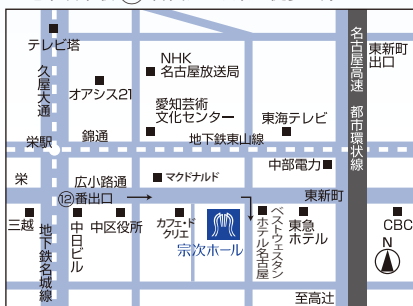 テレビ塔
久屋大通
オアシス21
NHK
名古屋放送局
愛知芸術
文化センター
東海テレビ
名古屋高速 都市環状線
東新町
出口
栄駅
錦通
地下鉄東山線
中部電力
栄
広小路通
マクドナルド
東新町
⑫番出口
三越
地下鉄名城線
中日ビル
中区役所
カフェ・ド
クリエ
宗次ホール
ベストウェスタン
ホテル名古屋
東急
ホテル
CBC
N
至高辻